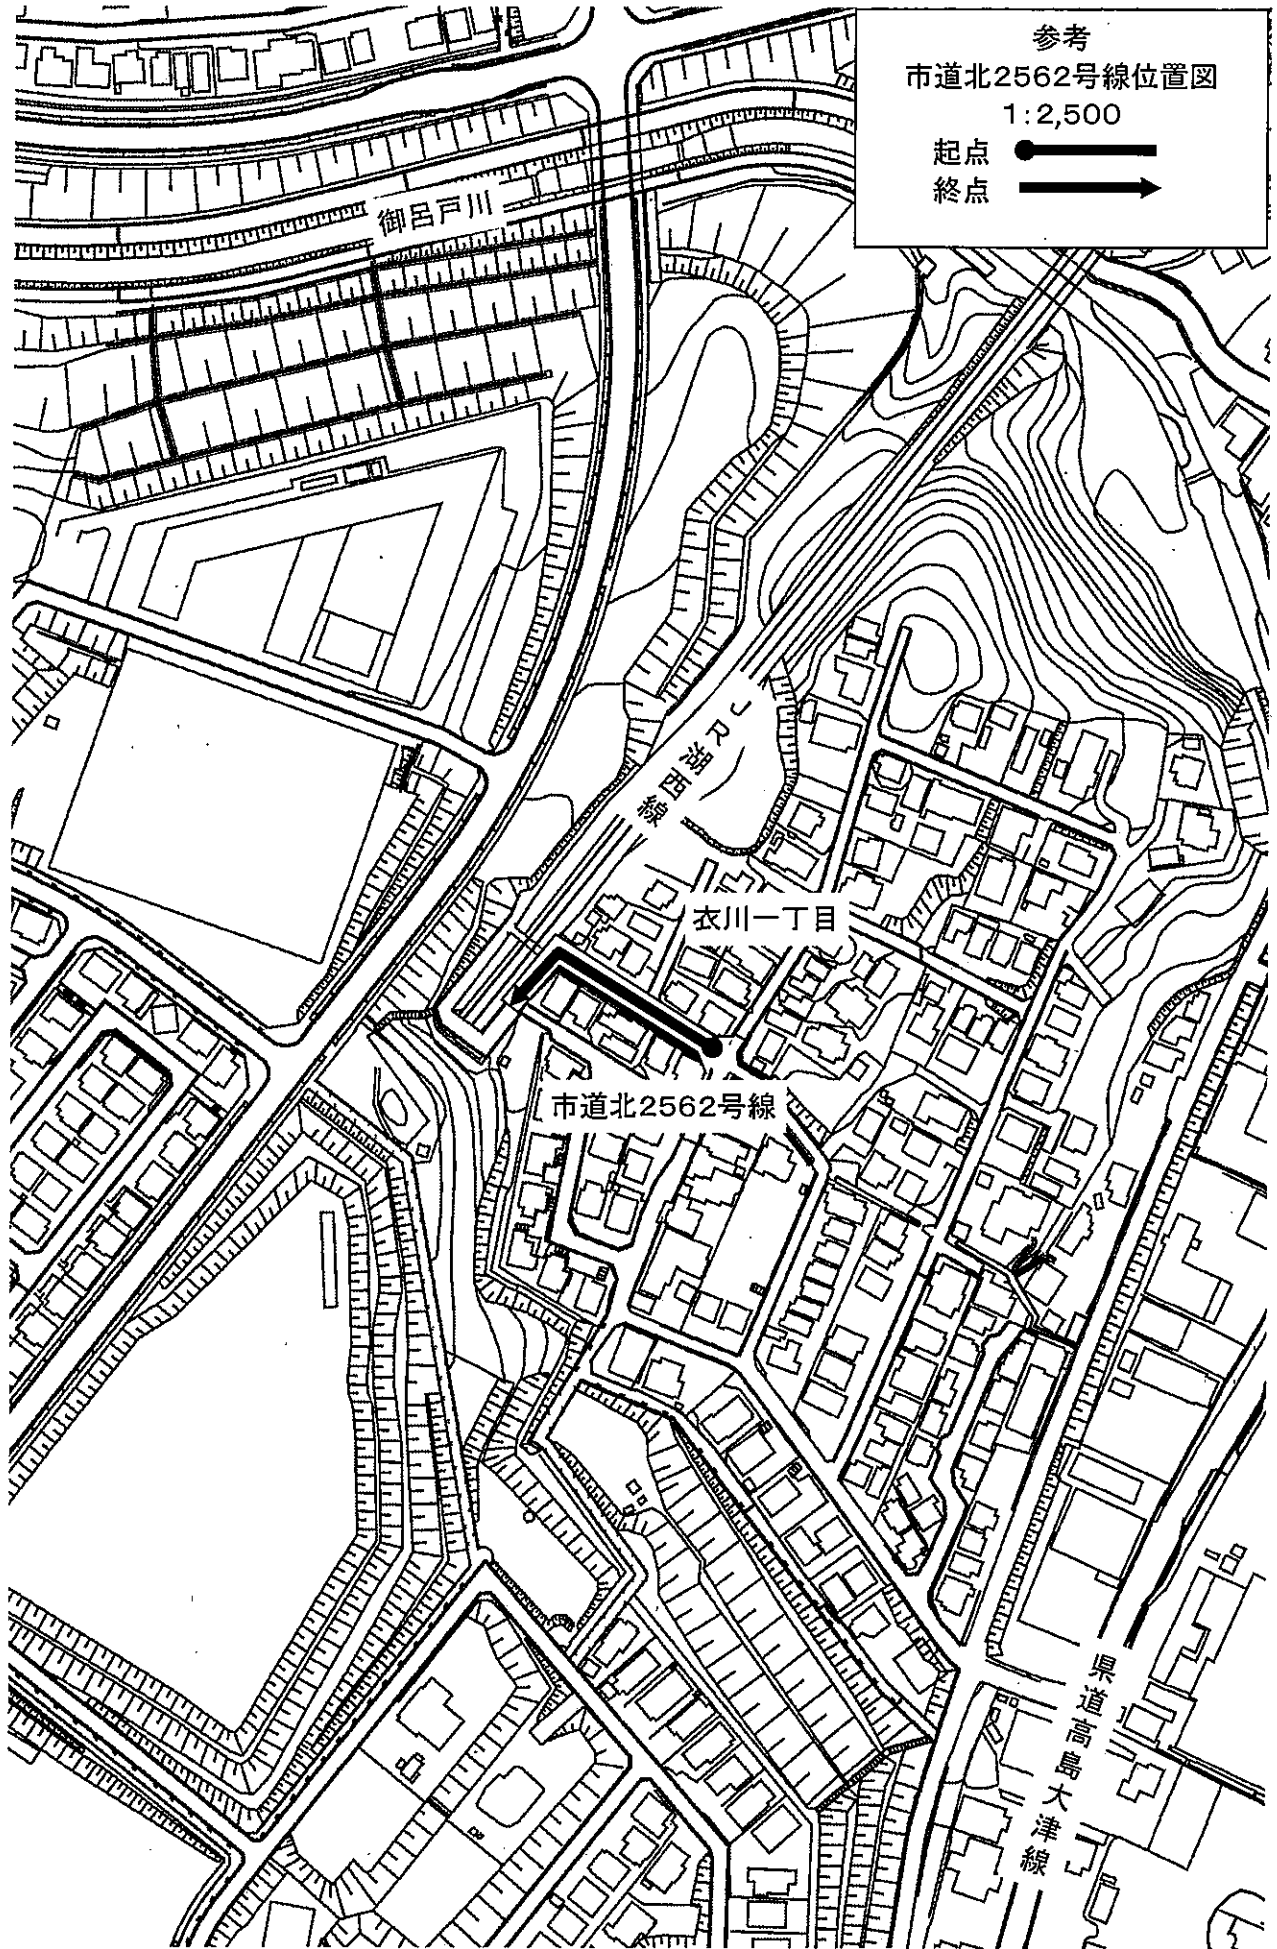 参考
市道北2562号線位置図
1:2,500
起点
終点
御呂戸川
JR湖西線
衣川一丁目
市道北2562号線
県道高島大津線